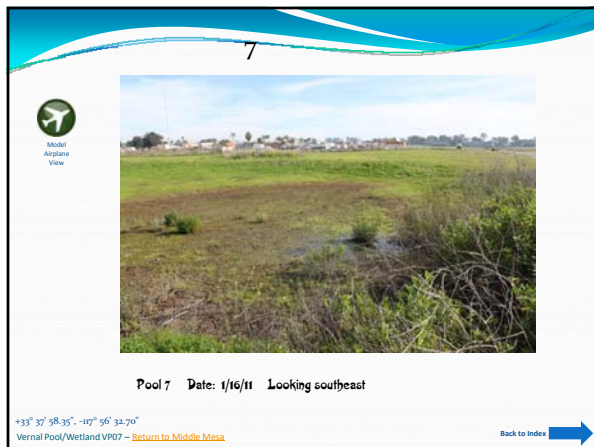 7
Model
Airplane
View
Pool 7 Date: 1/16/11 Looking southeast
+33° 37' 58.35", -117° 56' 32.70"
Vernal Pool/Wetland VP07 – Return to Middle Mesa
Back to Index